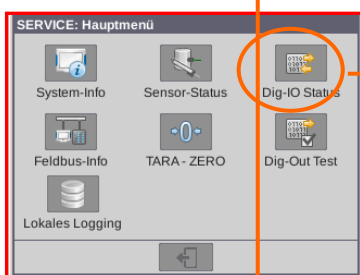 SERVICE: Hauptmenü
System-Info
Sensor-Status
Dig-IO Status
Feldbus-Info
TARA - ZERO
Dig-Out Test
Lokales Logging